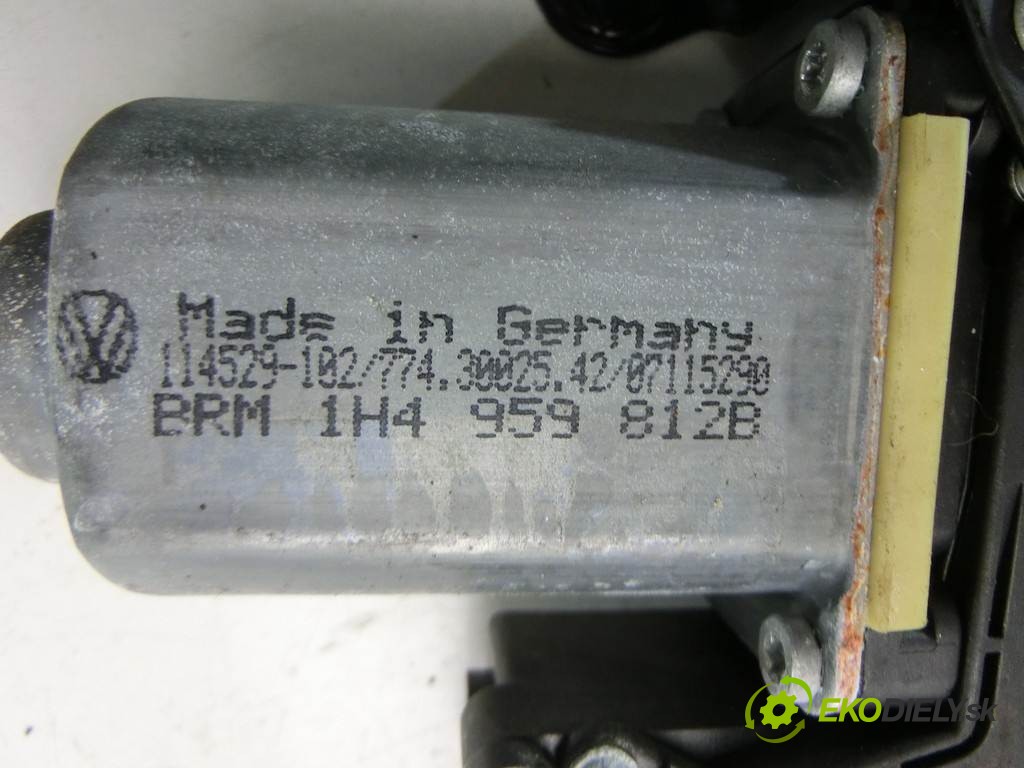 Made in Germany
114529-102/774.30025.42/07115290
BRM 1H4 959 812B
EKODIELY.SK